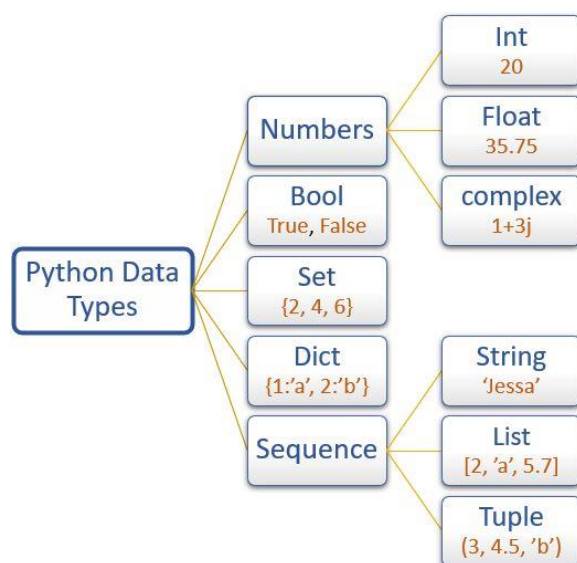 Python Data
Types
Numbers
Int
20
Float
35.75
complex
1+3j
Bool
True, False
Set
{2, 4, 6}
Dict
{1:’a’, 2:’b’}
Sequence
String
‘Jessa’
List
[2, ’a’, 5.7]
Tuple
(3, 4.5, ’b’)